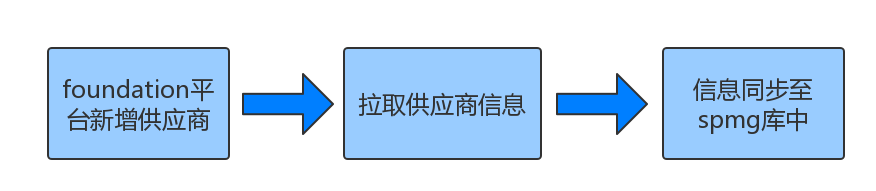 foundation平
台新增供应商
拉取供应商信息
信息同步至
spmg库中